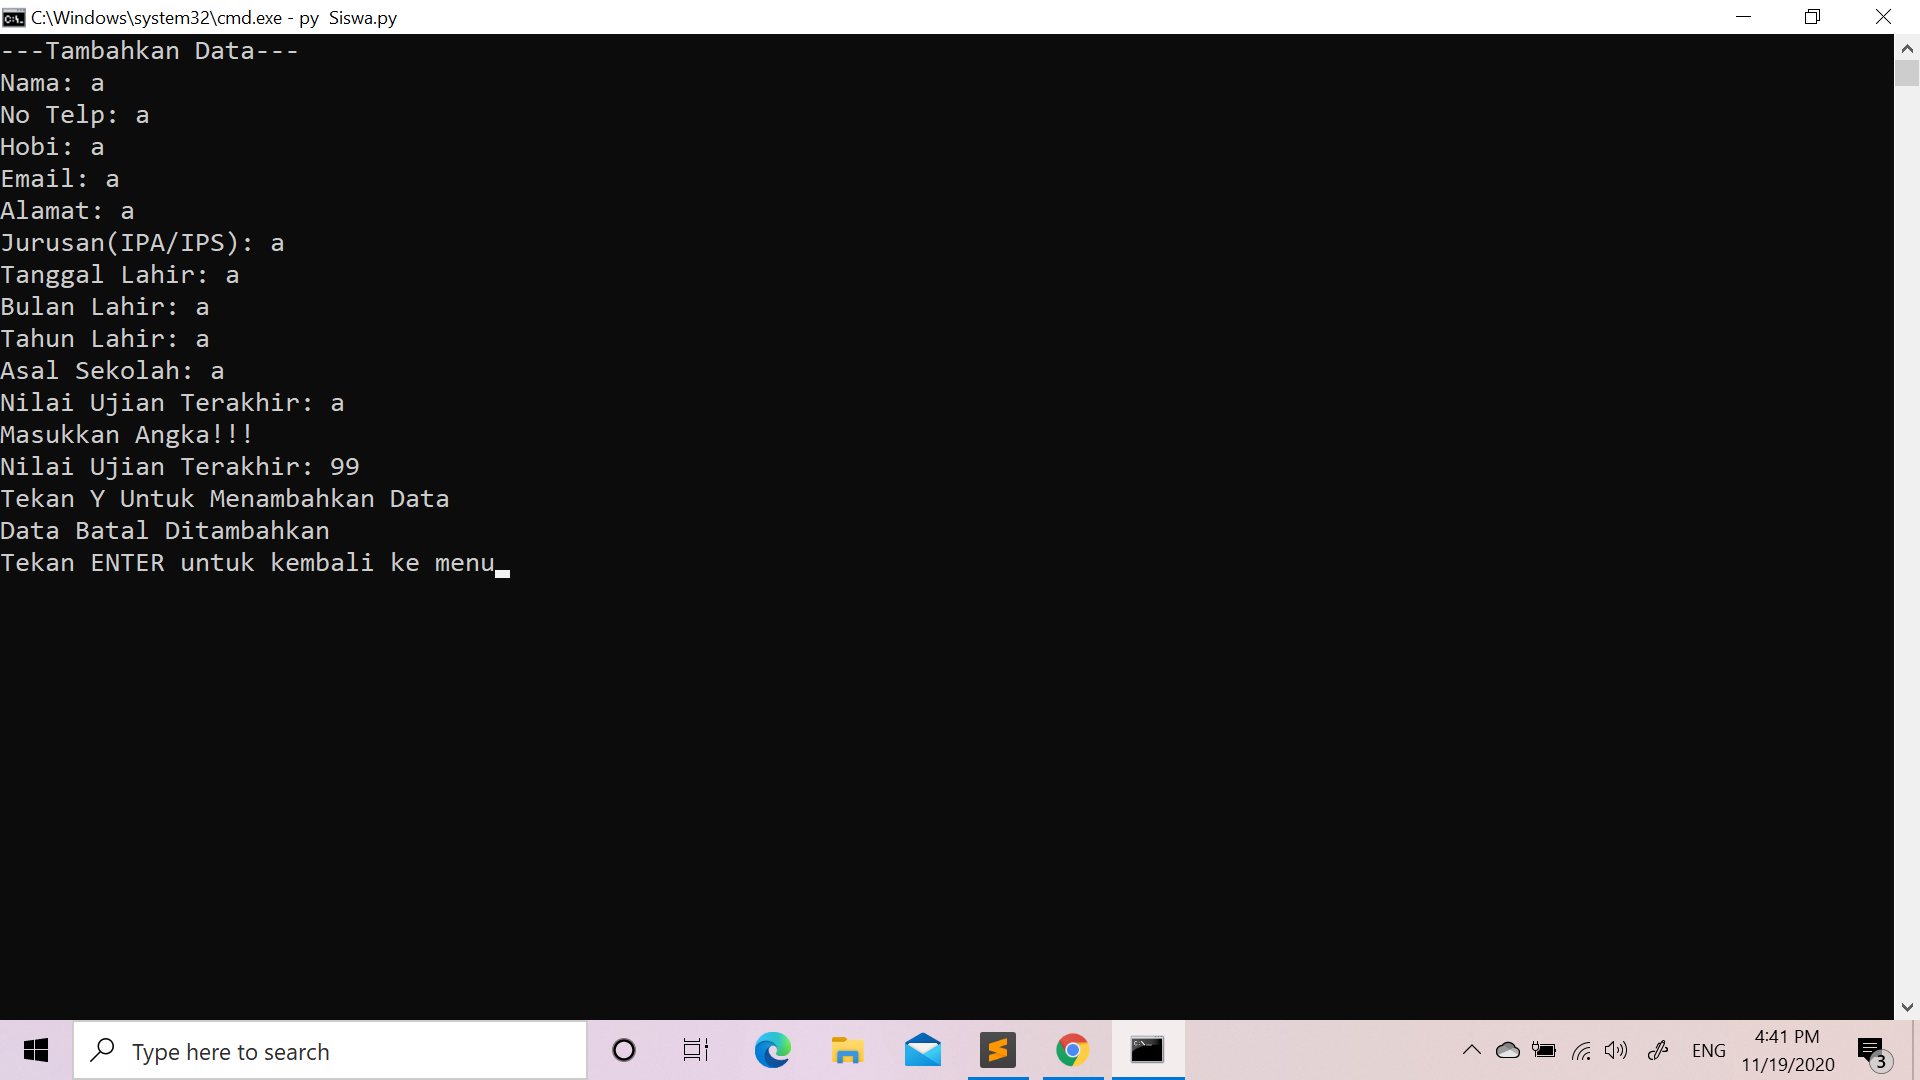 C:\Windows\system32\cmd.exe - py  Siswa.py
---Tambahkan Data---
Nama: a
No Telp: a
Hobi: a
Email: a
Alamat: a
Jurusan(IPA/IPS): a
Tanggal Lahir: a
Bulan Lahir: a
Tahun Lahir: a
Asal Sekolah: a
Nilai Ujian Terakhir: a
Masukkan Angka!!!
Nilai Ujian Terakhir: 99
Tekan Y Untuk Menambahkan Data
Data Batal Ditambahkan
Tekan ENTER untuk kembali ke menu
Type here to search
ENG
4:41 PM
11/19/2020
3